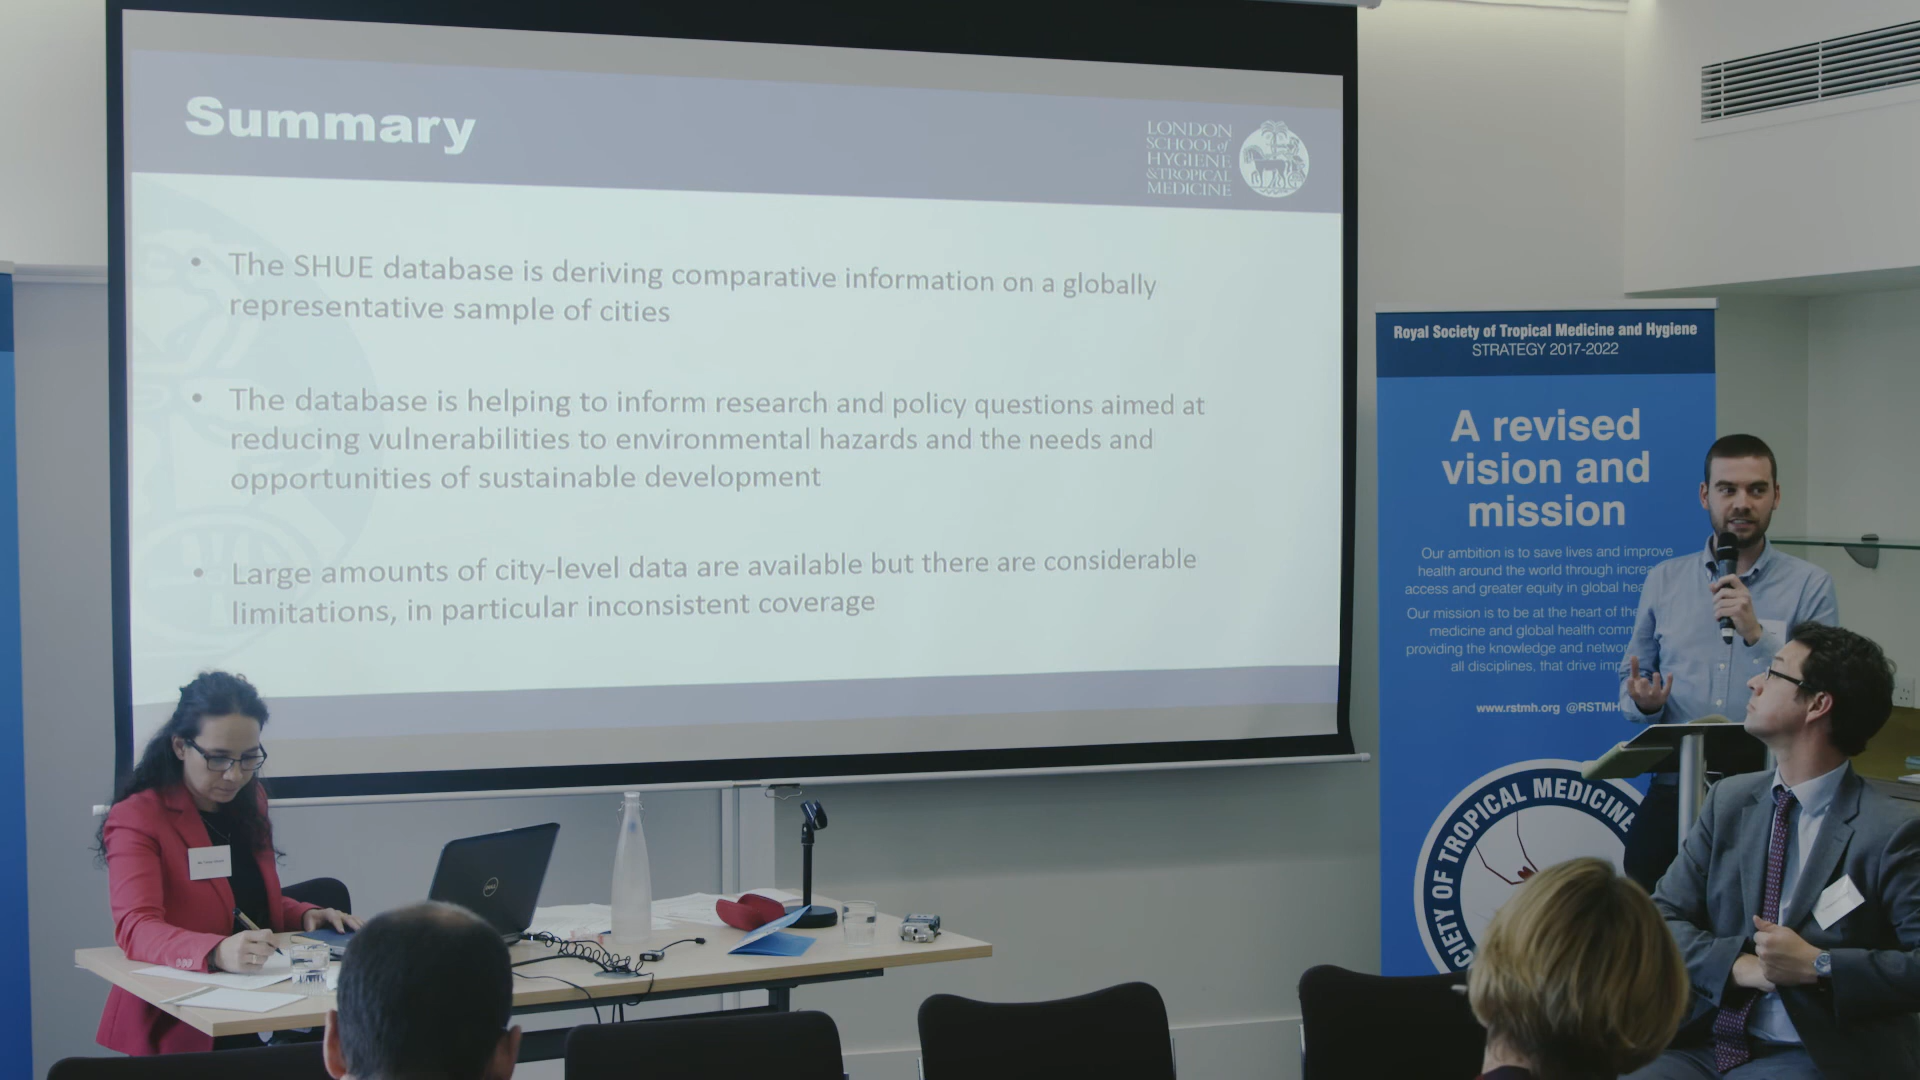 Summary
LONDON
SCHOOL of
HYGIENE
& TROPICAL
MEDICINE
• The SHUE database is deriving comparative information on a globally
representative sample of cities
• The database is helping to inform research and policy questions aimed at
reducing vulnerabilities to environmental hazards and the needs and
opportunities of sustainable development
• Large amounts of city-level data are available but there are considerable
limitations, in particular inconsistent coverage
Royal Society of Tropical Medicine and Hygiene
STRATEGY 2017-2022
A revised
vision and
mission
Our ambition is to save lives and improve
health around the world through
access and greater equity in global
Our mission is to be at the heart of the
medicine and global health
providing the knowledge and
all disciplines, that drive
www.rstmh.org @RSTMH
OF TROPICAL MEDICINE
DELL